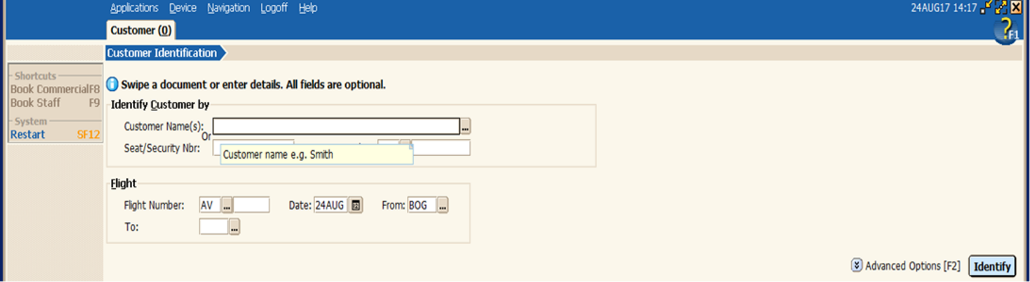 Applications Device Navigation Logoff Help 24AUG17 14:17
Customer (0)
?F1
Customer Identification
Shortcuts
Book Commercial F8
Book Staff F9
System
Restart SF12
Swipe a document or enter details. All fields are optional.
Identify Customer by
Customer Name(s): ...
Or
Seat/Security Nbr:
Customer name e.g. Smith
Flight
Flight Number: AV ... Date: 24AUG From: BOG ...
To: ...
Advanced Options [F2] Identify